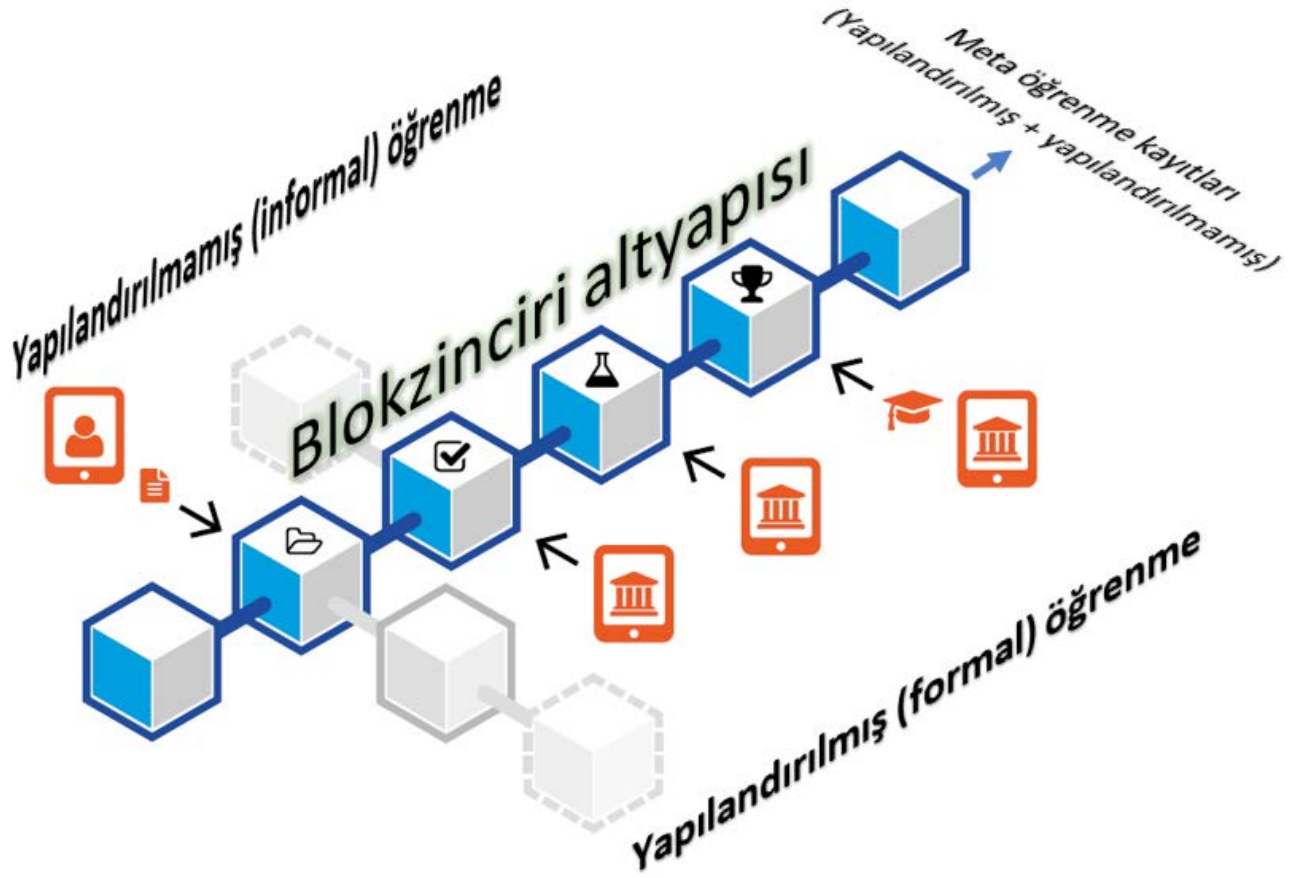 Yapılandırılmamış (informal) öğrenme
Blokzinciri altyapısı
Meta öğrenme kayıtları
(Yapılandırılmış + yapılandırılmamış)
Yapılandırılmış (formal) öğrenme